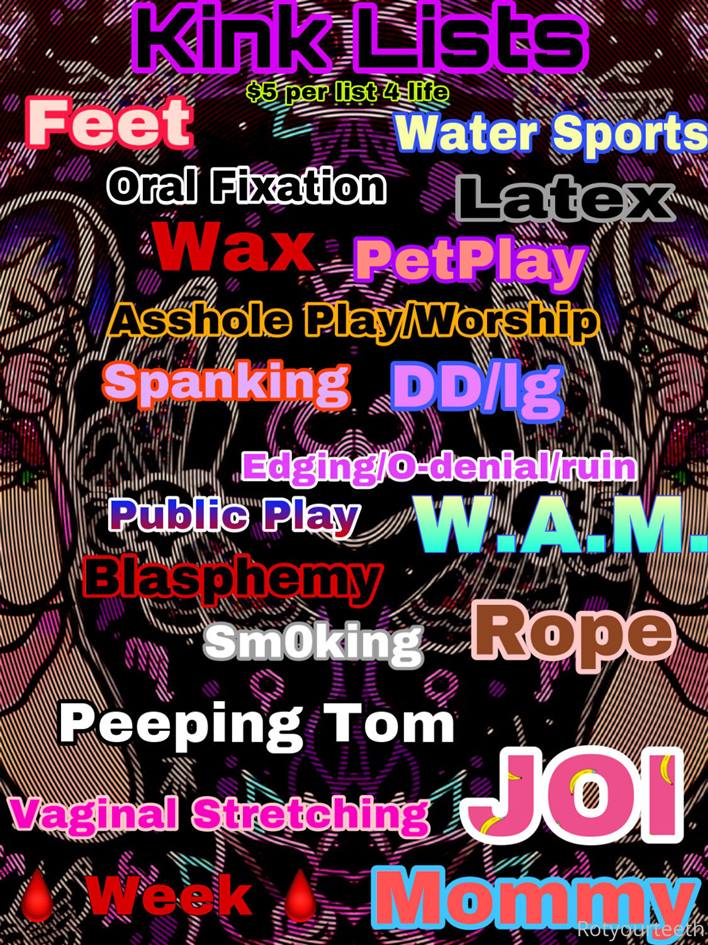 Kink Lists
$5 per list 4 life
Feet
Water Sports
Oral Fixation
Latex
Wax
PetPlay
Asshole Play/Worship
Spanking
DD/lg
Edging/O-denial/ruin
Public Play
W.A.M.
Blasphemy
Rope
Sm0king
Peeping Tom
JOI
Vaginal Stretching
🩸 Week 🩸
Mommy
Rotyourteeth